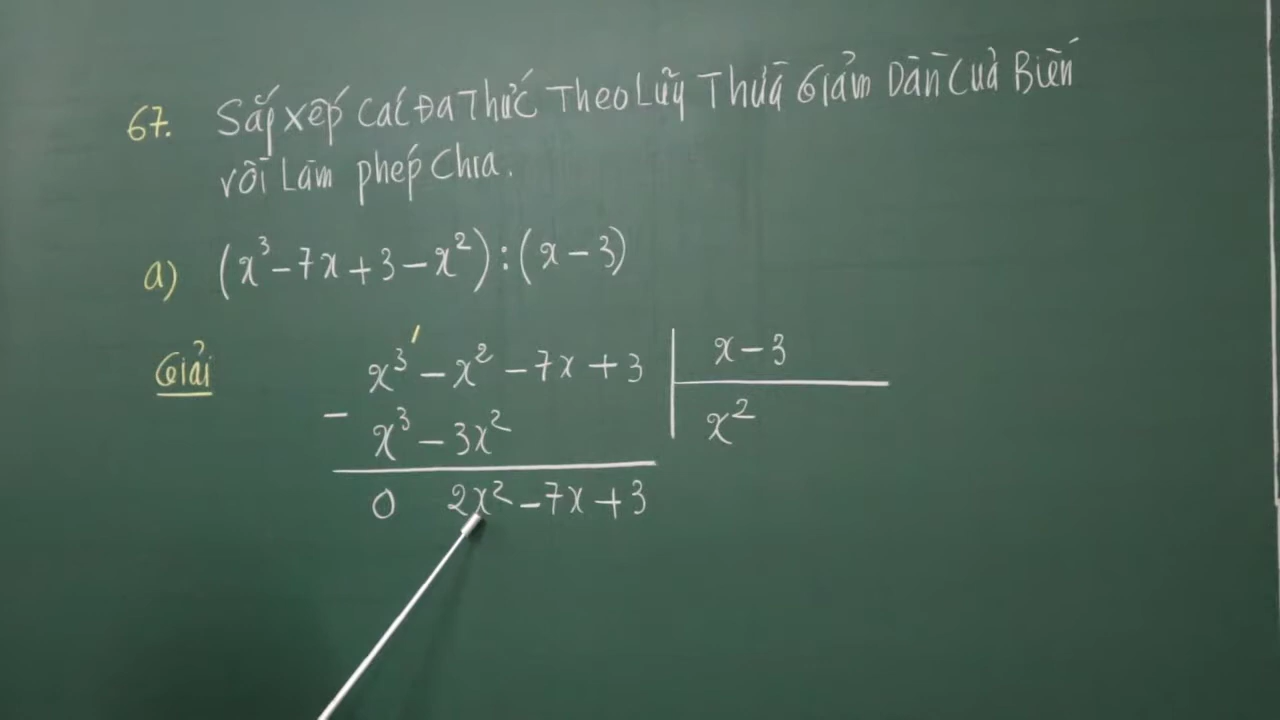 67. Sắp xếp Các Đa Thức Theo Lũy Thừa Giảm Dần Của Biến
rồi Làm phép Chia.
a) (x³ - 7x + 3 - x²) : (x - 3)
Giải x³ - x² - 7x + 3 | x - 3
- x³ - 3x² | x²
0 2x² - 7x + 3